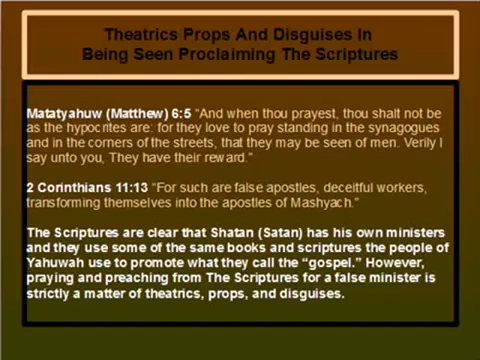 Theatrics Props And Disguises In
Being Seen Proclaiming The Scriptures
Matatyahuw (Matthew) 6:5 “And when thou prayest, thou shalt not be
as the hypocrites are: for they love to pray standing in the synagogues
and in the corners of the streets, that they may be seen of men. Verily I
say unto you, They have their reward.”
2 Corinthians 11:13 “For such are false apostles, deceitful workers,
transforming themselves into the apostles of Mashyach.”
The Scriptures are clear that Shatan (Satan) has his own ministers
and they use some of the same books and scriptures the people of
Yahuwah use to promote what they call the “gospel.” However,
praying and preaching from The Scriptures for a false minister is
strictly a matter of theatrics, props, and disguises.